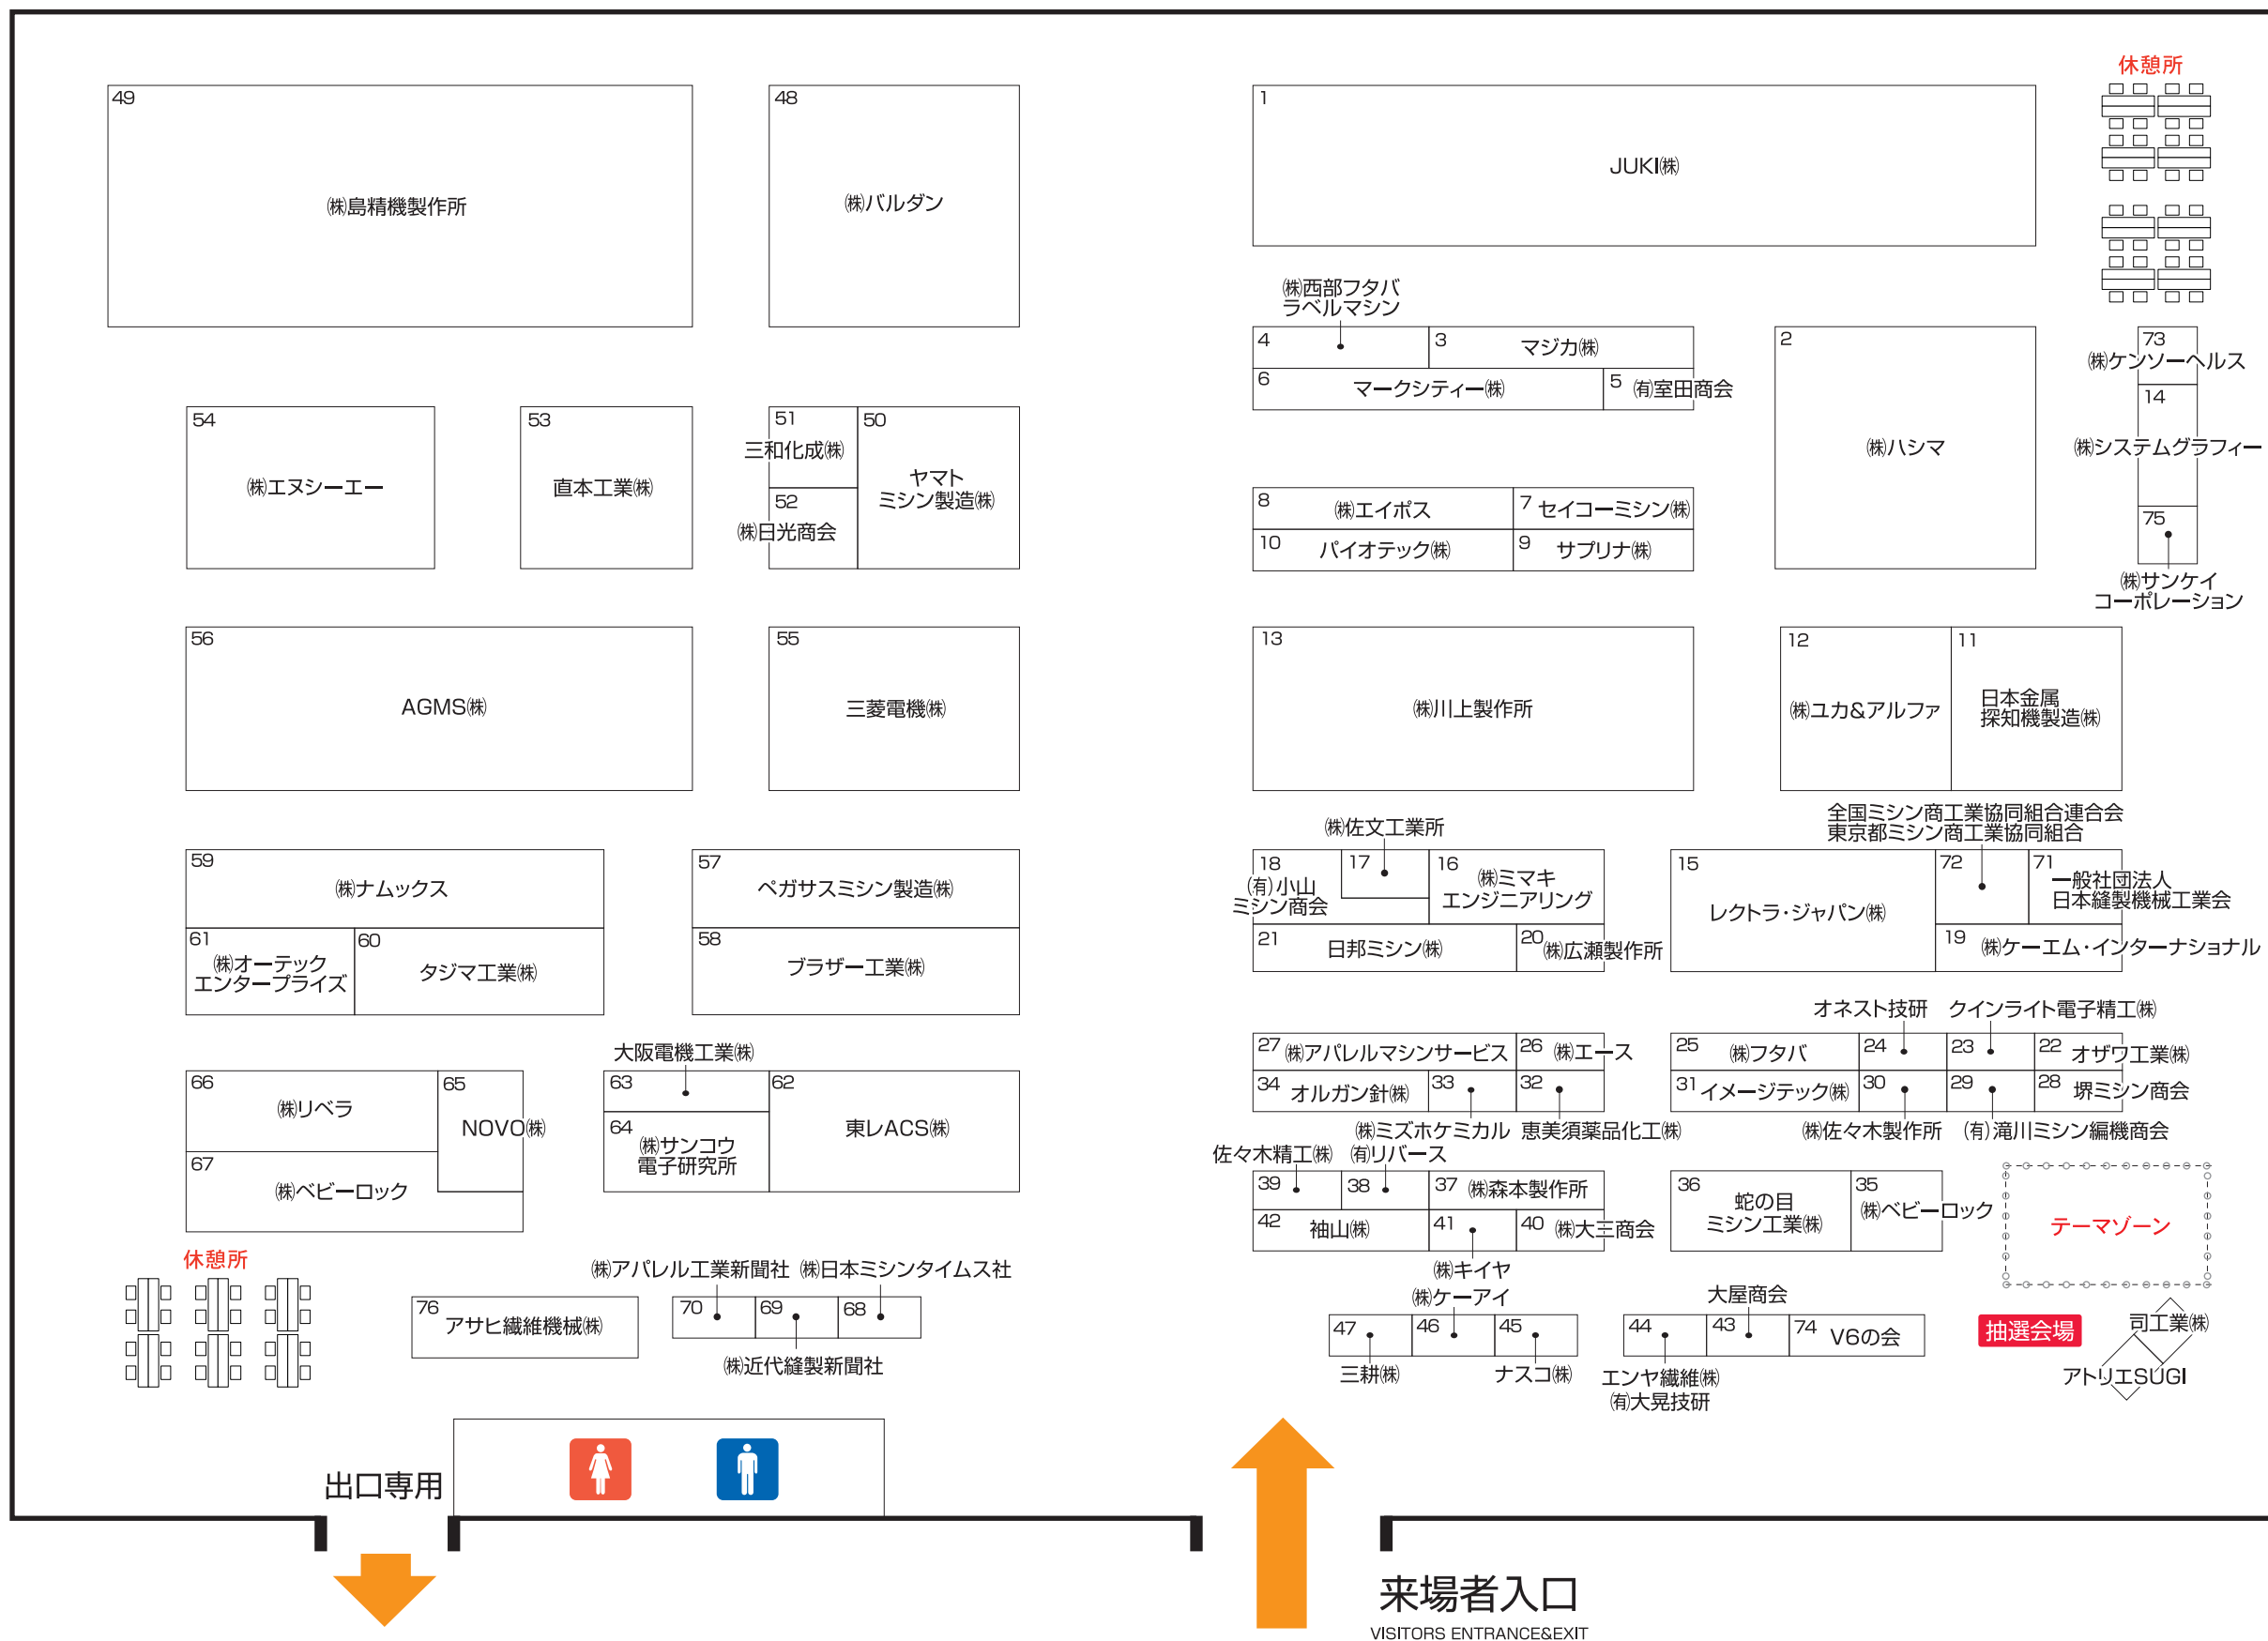 休憩所
49
㈱島精機製作所
48
㈱バルダン
1
JUKI㈱
㈱西部フタバ
ラベルマシン
4
3
マジカ㈱
6
マークシティー㈱
5
㈲室田商会
2
㈱ハシマ
73
㈱ケンソーヘルス
14
㈱システムグラフィー
75
㈱サンケイ
コーポレーション
54
㈱エヌシーエー
53
直本工業㈱
51
三和化成㈱
52
㈱日光商会
50
ヤマト
ミシン製造㈱
8
㈱エイポス
7
セイコーミシン㈱
10
パイオテック㈱
9
サプリナ㈱
56
AGMS㈱
55
三菱電機㈱
13
㈱川上製作所
12
㈱ユカ&アルファ
11
日本金属
探知機製造㈱
59
㈱ナムックス
61
㈱オーテック
エンタープライズ
60
タジマ工業㈱
57
ペガサスミシン製造㈱
58
ブラザー工業㈱
㈱佐文工業所
18
㈲小山
ミシン商会
17
16
㈱ミマキ
エンジニアリング
21
日邦ミシン㈱
20
㈱広瀬製作所
全国ミシン商工業協同組合連合会
東京都ミシン商工業協同組合
15
レクトラ・ジャパン㈱
72
71
一般社団法人
日本縫製機械工業会
19
㈱ケーエム・インターナショナル
66
㈱リベラ
65
NOVO㈱
67
㈱ベビーロック
大阪電機工業㈱
63
64
㈱サンコウ
電子研究所
62
東レACS㈱
27
㈱アパレルマシンサービス
26
㈱エース
34
オルガン針㈱
33
32
㈱ミズホケミカル
恵美須薬品化工㈱
オネスト技研
クインライト電子精工㈱
25
㈱フタバ
24
23
22
オザワ工業㈱
31
イメージテック㈱
30
29
28
堺ミシン商会
㈱佐々木製作所
㈲滝川ミシン編機商会
佐々木精工㈱
㈲リバース
39
38
37
㈱森本製作所
42
袖山㈱
41
40
㈱大三商会
㈱キイヤ
36
蛇の目
ミシン工業㈱
35
㈱ベビーロック
テーマゾーン
休憩所
76
アサヒ繊維機械㈱
㈱アパレル工業新聞社
㈱日本ミシンタイムス社
70
69
68
㈱近代縫製新聞社
㈱ケーアイ
47
46
45
三耕㈱
ナスコ㈱
大屋商会
44
43
74
V6の会
エンヤ繊維㈱
㈲大晃技研
抽選会場
司工業㈱
アトリエSUGI
出口専用
来場者入口
VISITORS ENTRANCE&EXIT